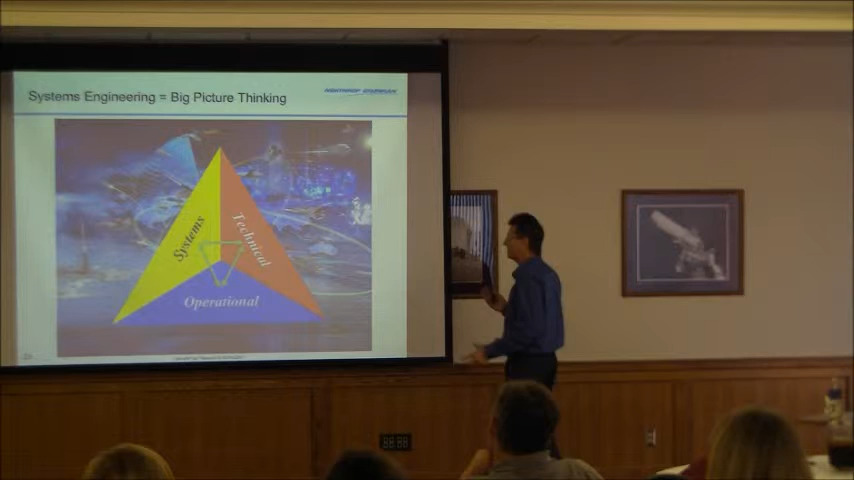 Systems Engineering = Big Picture Thinking
NORTHROP GRUMMAN
Systems
Technical
Operational